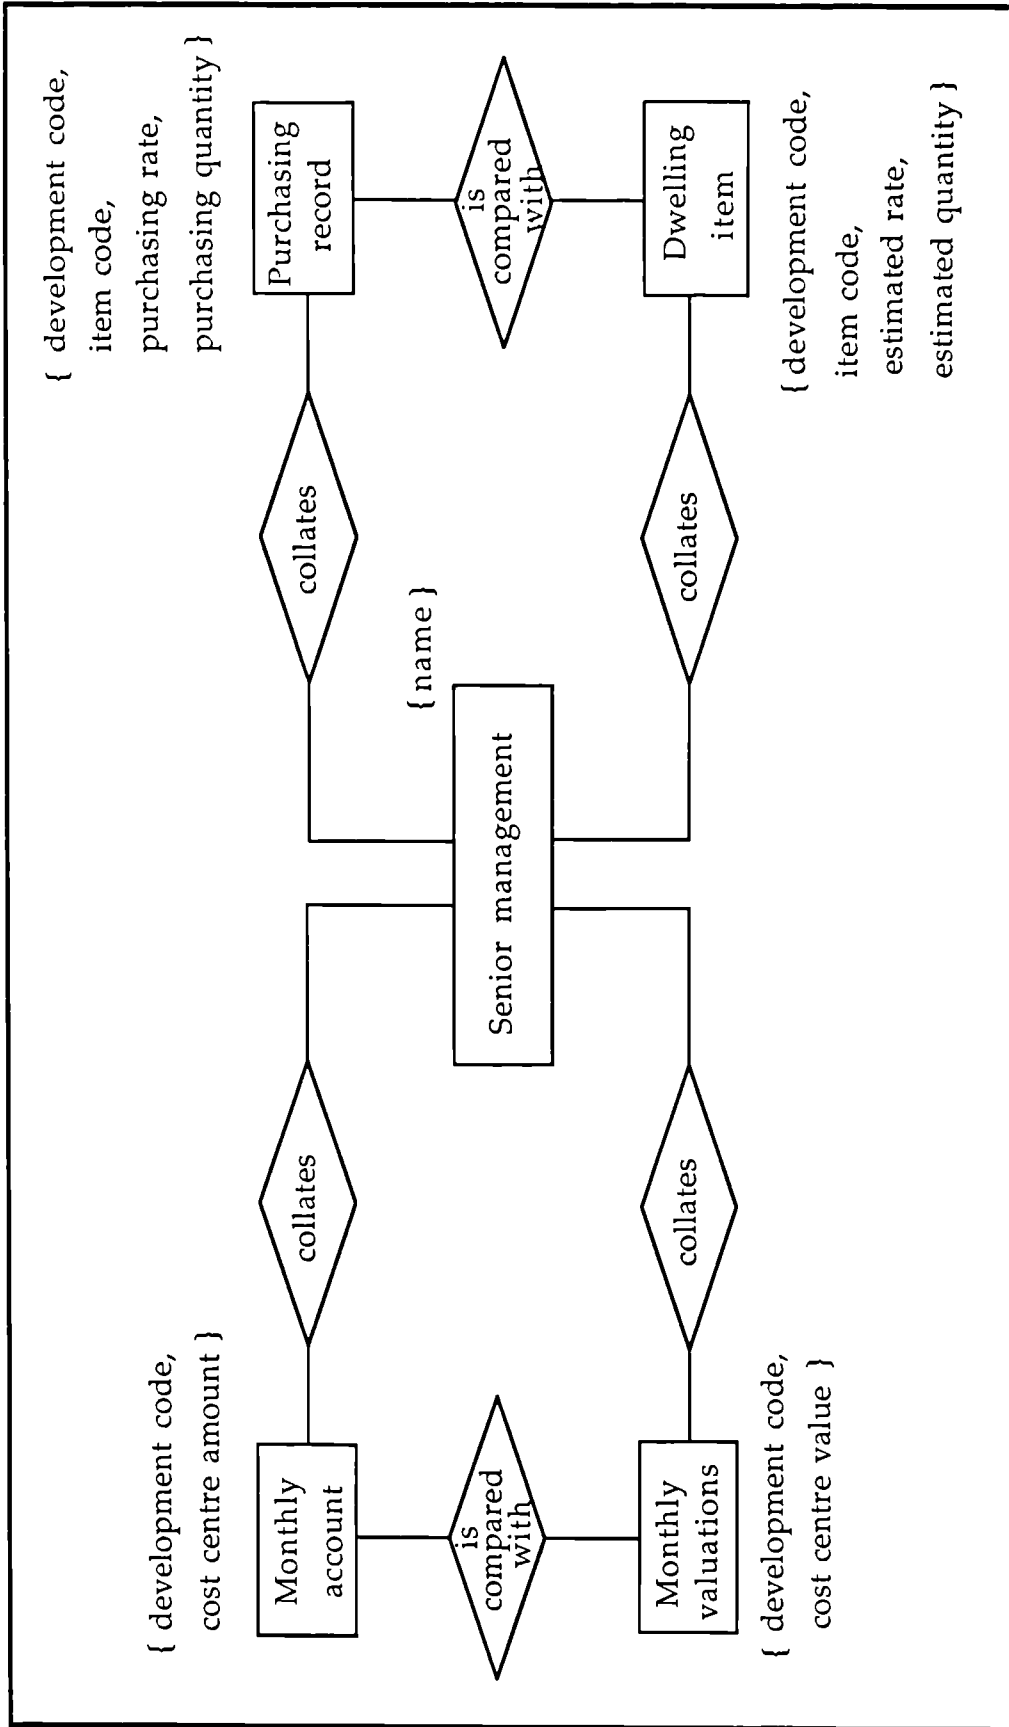 { development code,
cost centre amount }
Monthly
account
collates
collates
Purchasing
record
{ development code,
item code,
purchasing rate,
purchasing quantity }
is
compared
with
Senior management
{ name }
is
compared
with
Monthly
valuations
collates
collates
Dwelling
item
{ development code,
cost centre value }
{ development code,
item code,
estimated rate,
estimated quantity }